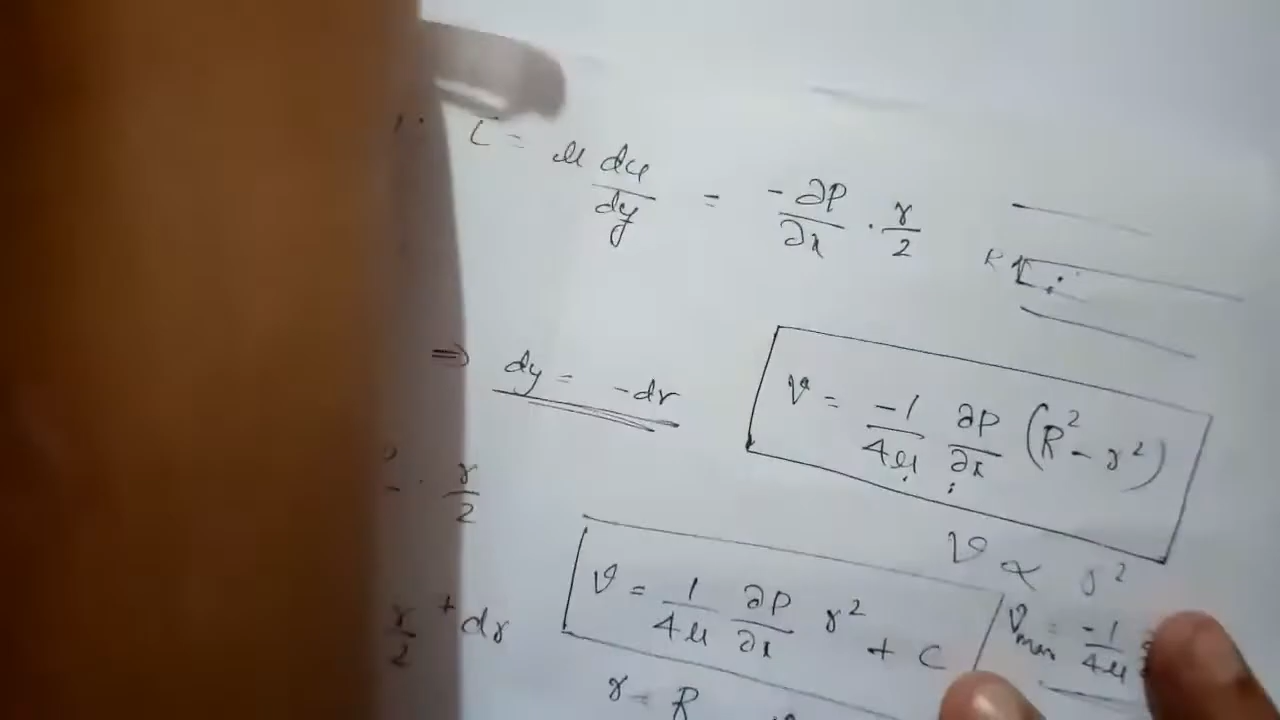 τ = μ du/dy = -∂p/∂x · r/2
R
⇒ dy = -dr
V = -1/4μ ∂p/∂x (R² - r²)
· r/2
V ∝ r²
V = 1/4μ ∂p/∂x r² + C
r/2 + dr
Vmax = -1/4μ
r = R